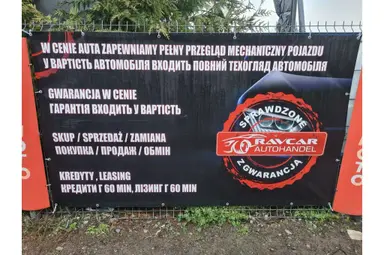 W CENIE AUTA ZAPEWNIAMY PEŁNY PRZEGLĄD MECHANICZNY POJAZDU
У ВАРТІСТЬ АВТОМОБІЛЯ ВХОДИТЬ ПОВНИЙ ТЕХОГЛЯД АВТОМОБІЛЯ
GWARANCJA W CENIE
ГАРАНТІЯ ВХОДИТЬ У ВАРТІСТЬ
SKUP / SPRZEDAŻ / ZAMIANA
ПОКУПКА / ПРОДАЖ / ОБМІН
KREDYTY , LEASING
КРЕДИТИ Г 60 MIN, ЛІЗИНГ Г 60 MIN
SPRAWDZONE
RAVCAR
AUTOHANDEL
Z GWARANCJĄ